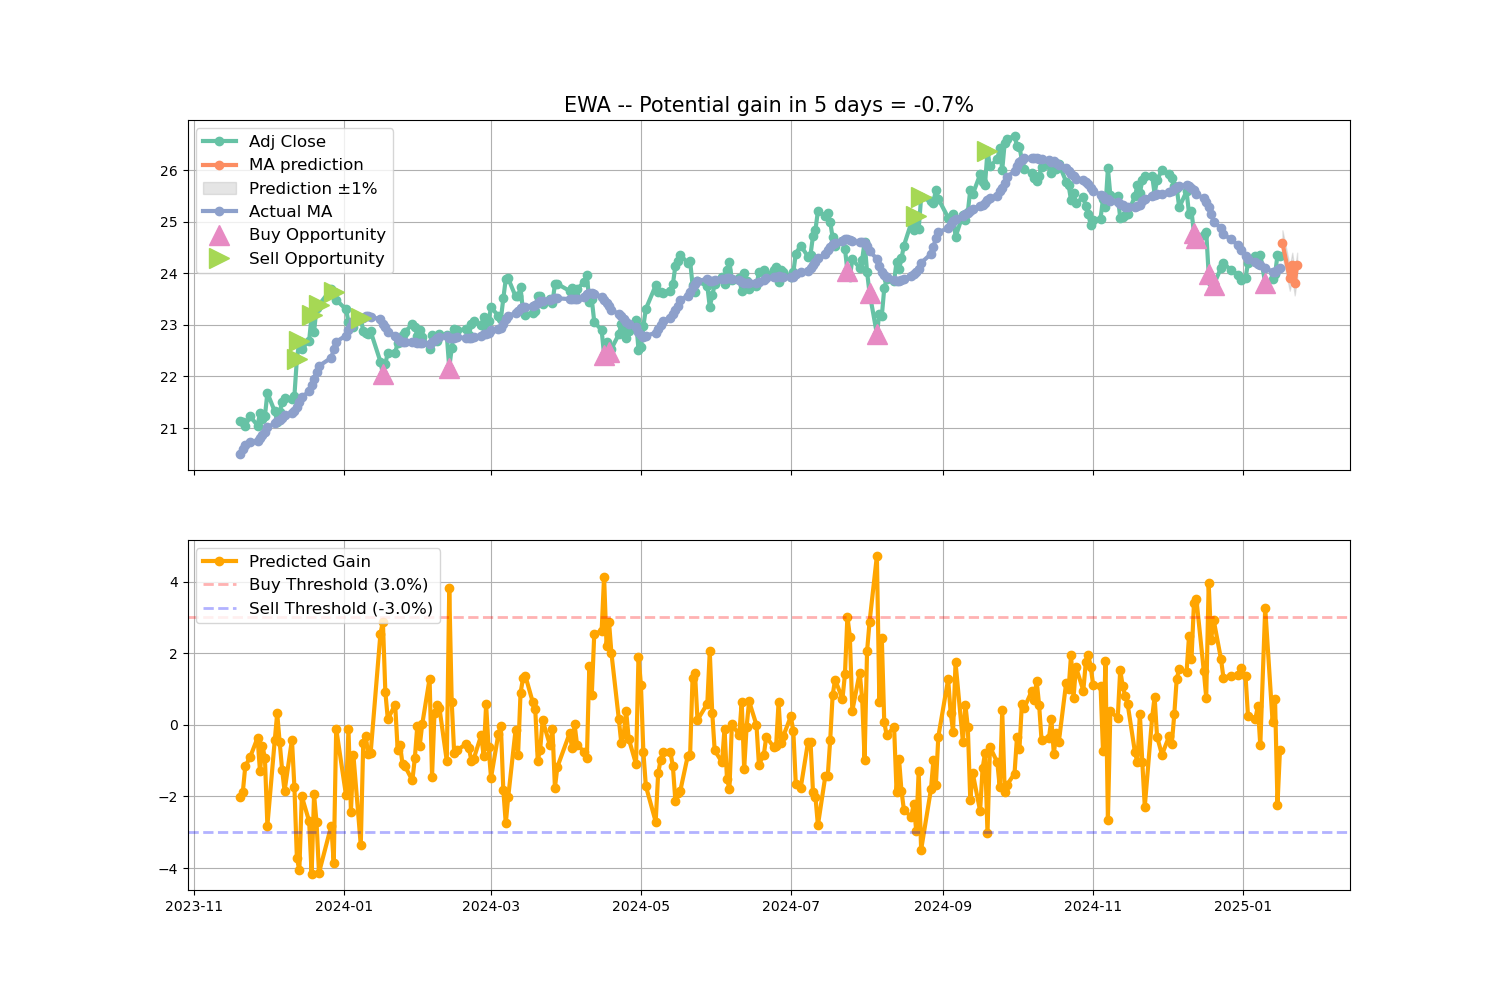 EWA -- Potential gain in 5 days = -0.7%
Adj Close
MA prediction
Prediction ±1%
Actual MA
Buy Opportunity
Sell Opportunity
26
25
24
23
22
21
Predicted Gain
Buy Threshold (3.0%)
Sell Threshold (-3.0%)
4
2
0
−2
−4
2023-11 2024-01 2024-03 2024-05 2024-07 2024-09 2024-11 2025-01